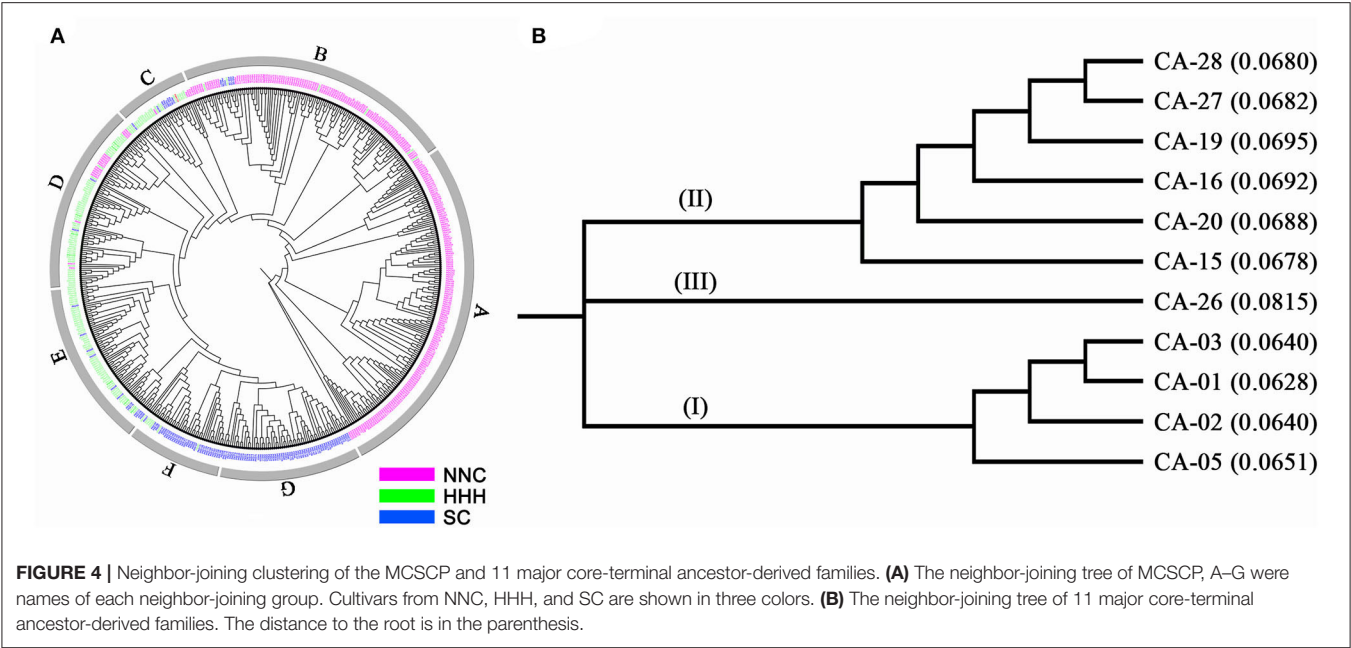 A
B
C
D
E
F
G
A
B
NNC
HHH
SC
B
(II)
(III)
(I)
CA-28 (0.0680)
CA-27 (0.0682)
CA-19 (0.0695)
CA-16 (0.0692)
CA-20 (0.0688)
CA-15 (0.0678)
CA-26 (0.0815)
CA-03 (0.0640)
CA-01 (0.0628)
CA-02 (0.0640)
CA-05 (0.0651)
FIGURE 4 | Neighbor-joining clustering of the MCSCP and 11 major core-terminal ancestor-derived families. (A) The neighbor-joining tree of MCSCP, A–G were
names of each neighbor-joining group. Cultivars from NNC, HHH, and SC are shown in three colors. (B) The neighbor-joining tree of 11 major core-terminal
ancestor-derived families. The distance to the root is in the parenthesis.